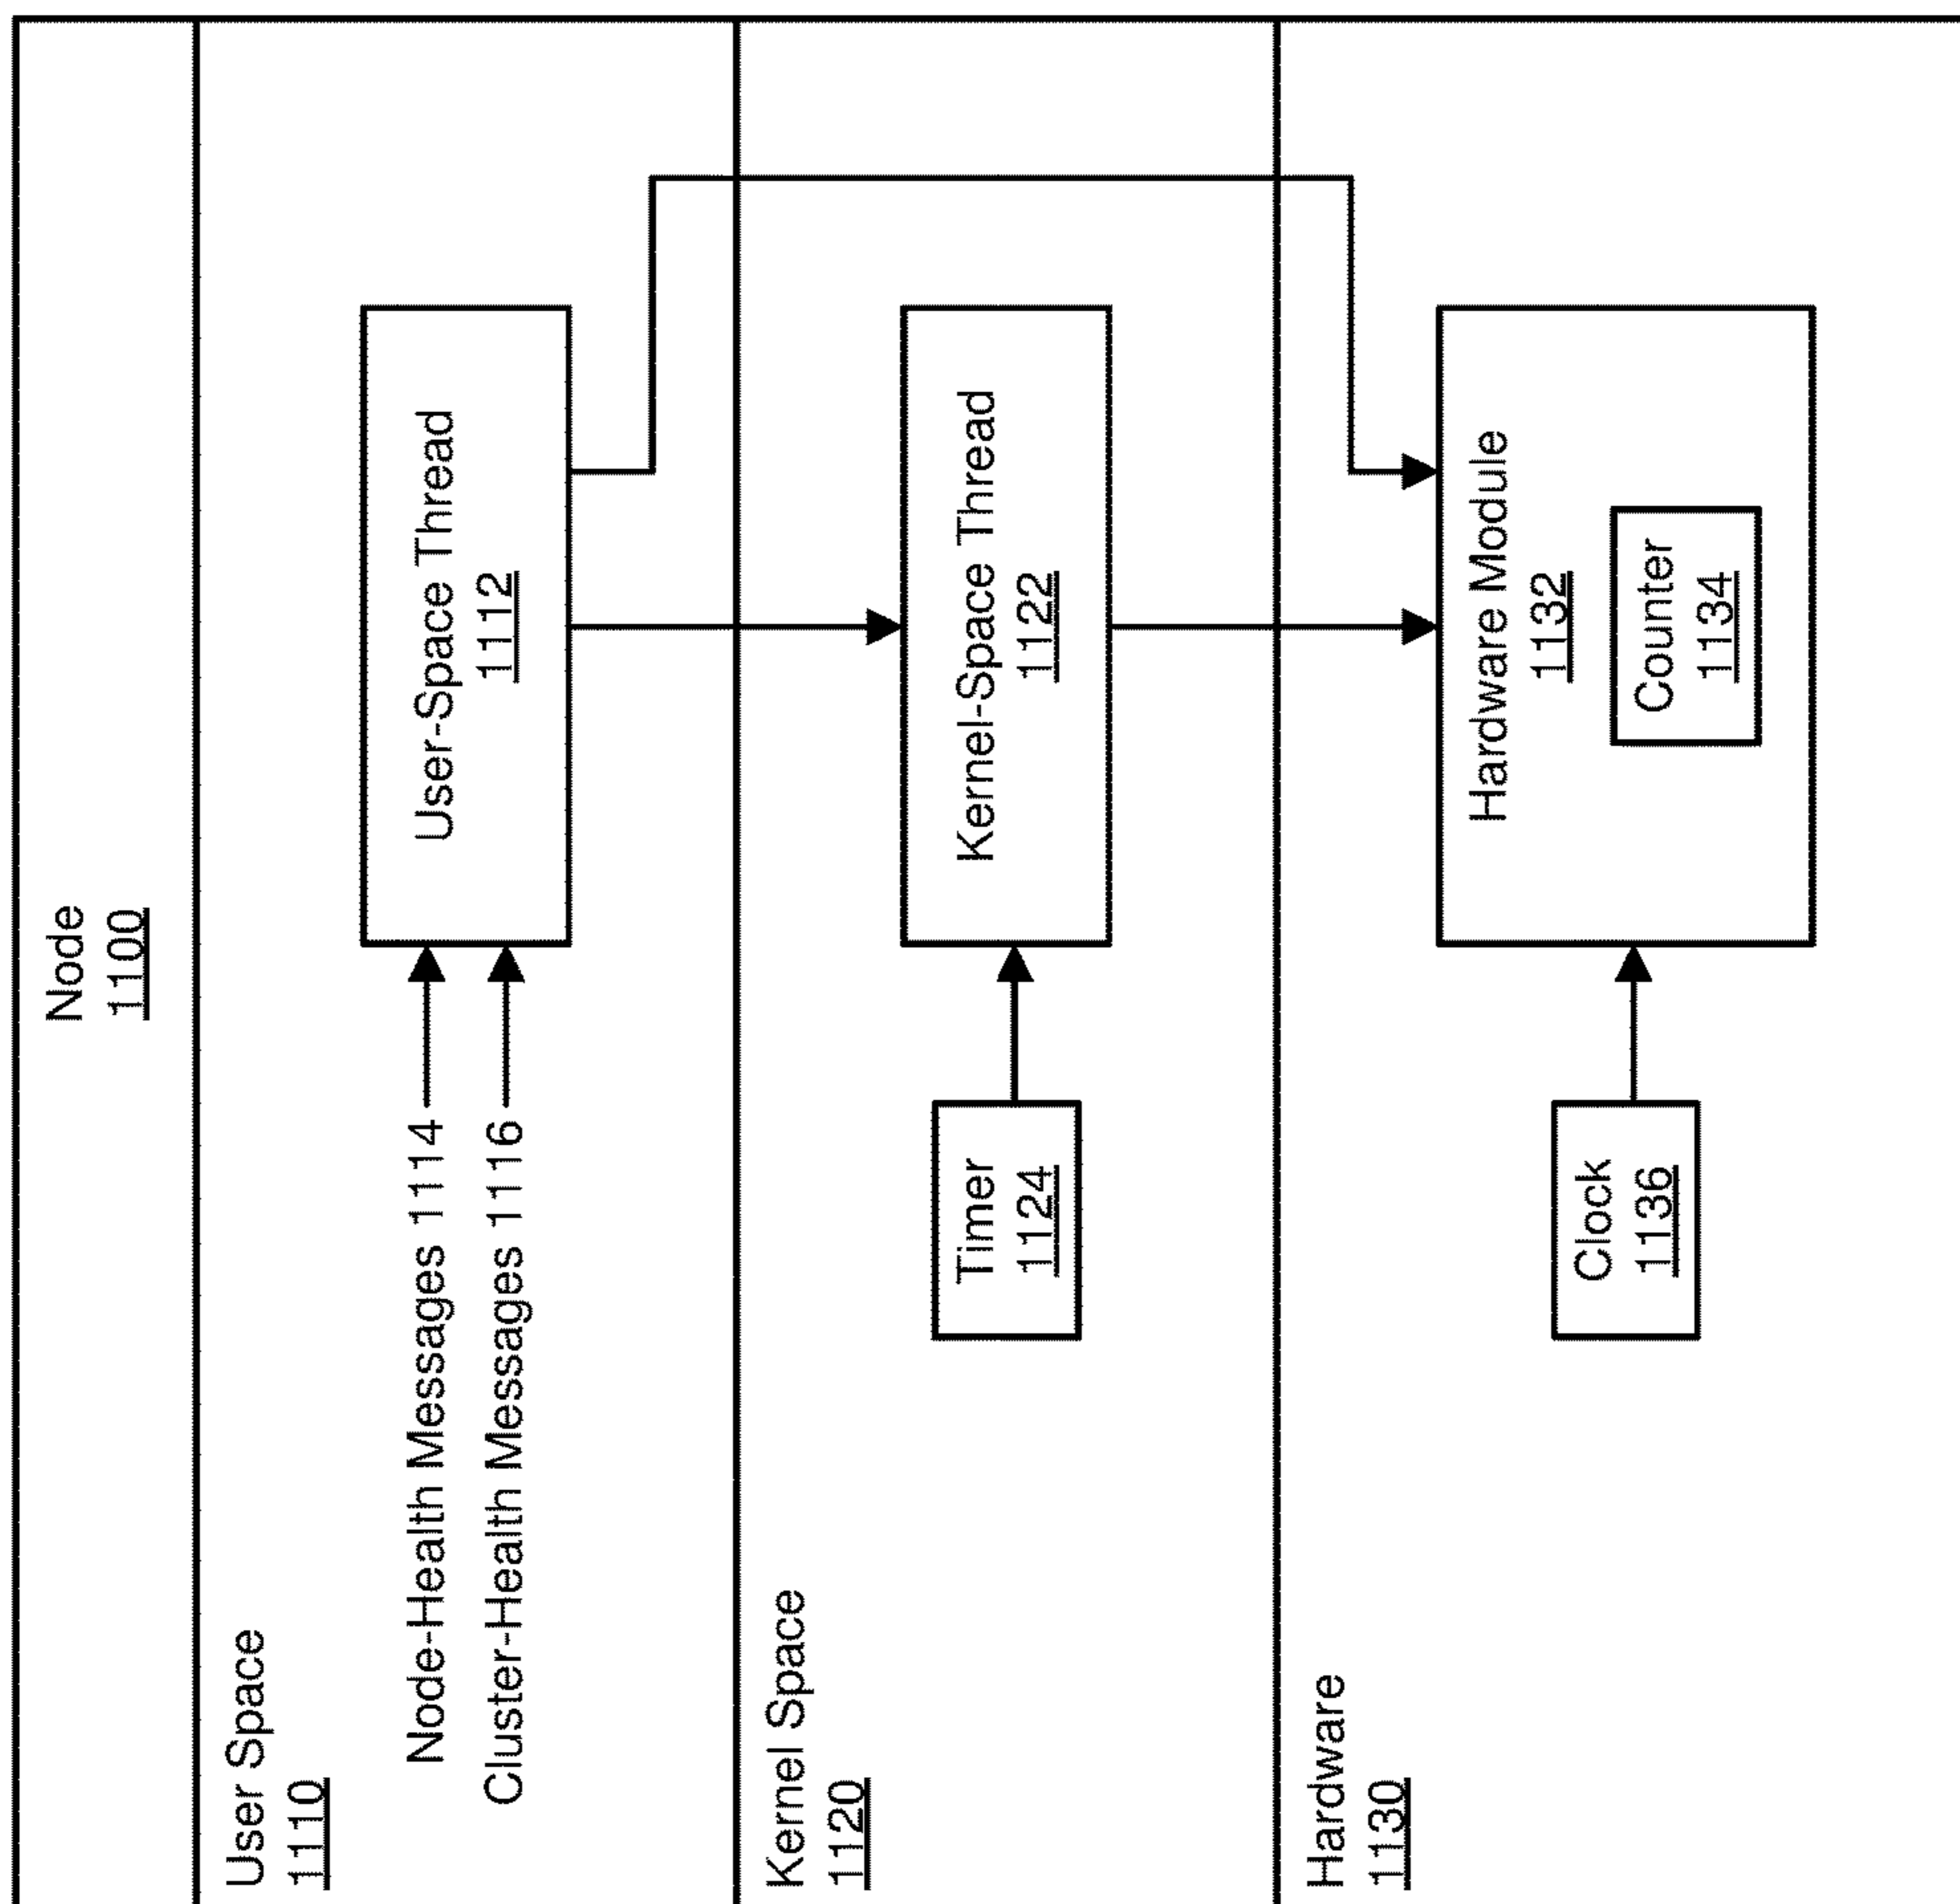 Node
1100
User Space
1110
Node-Health Messages 1114
Cluster-Health Messages 1116
User-Space Thread
1112
Kernel Space
1120
Timer
1124
Kernel-Space Thread
1122
Hardware
1130
Clock
1136
Hardware Module
1132
Counter
1134